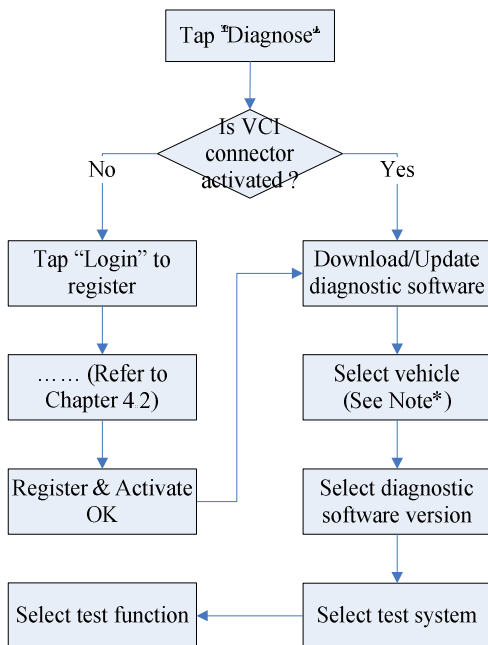 Tap "Diagnose"
Is VCI
connector
activated ?
No
Yes
Tap “Login” to
register
Download/Update
diagnostic software
…… (Refer to
Chapter 4.2)
Select vehicle
(See Note*)
Register & Activate
OK
Select diagnostic
software version
Select test function
Select test system